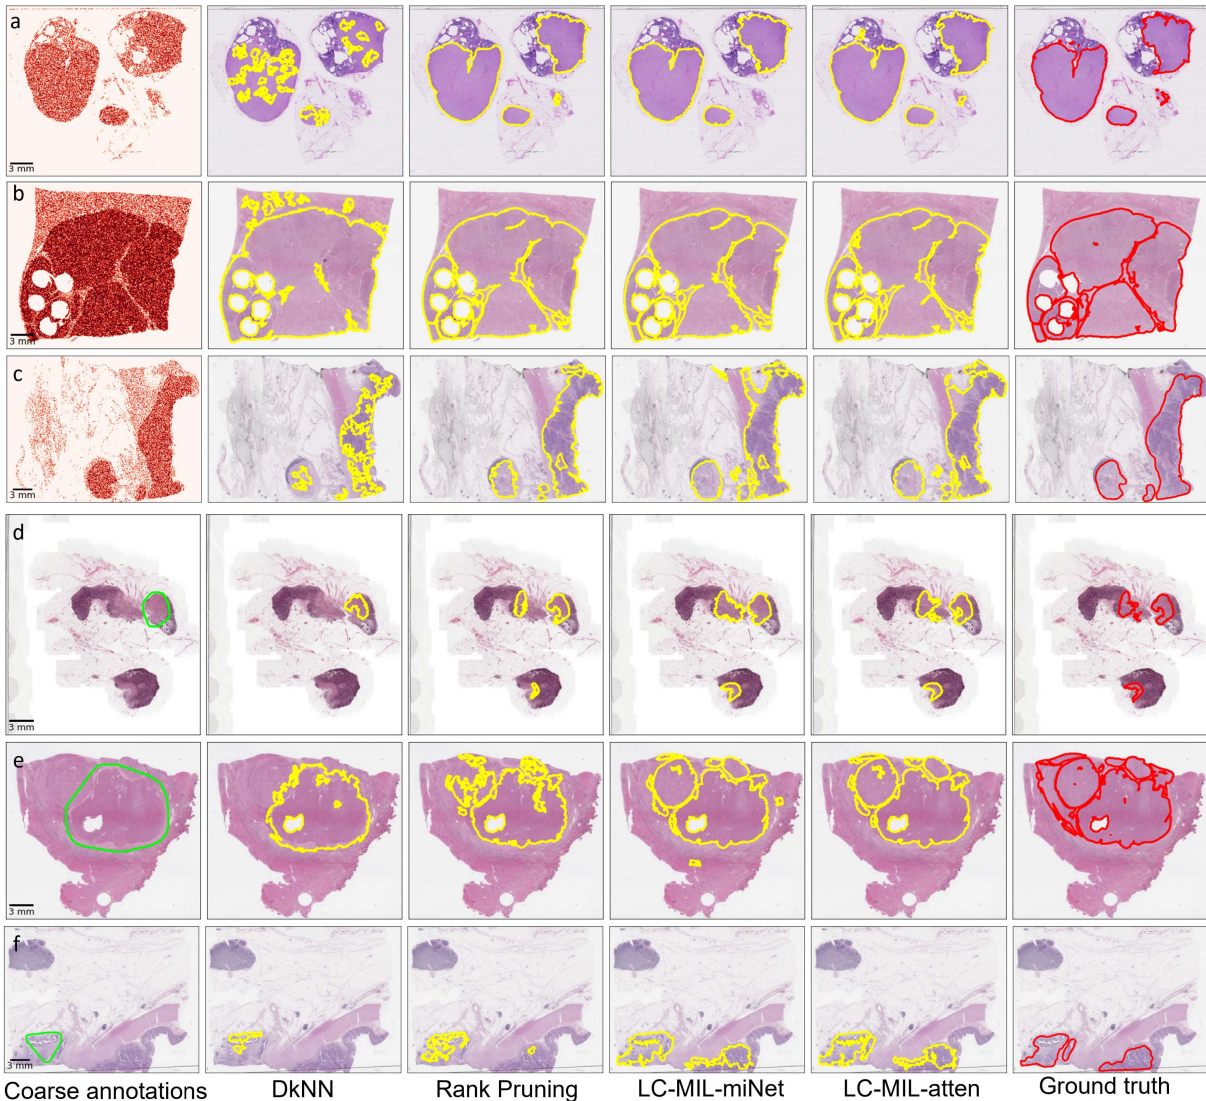 a
3 mm
b
3 mm
c
3 mm
d
3 mm
e
3 mm
f
3 mm
Coarse annotations DkNN Rank Pruning LC-MIL-miNet LC-MIL-atten Ground truth